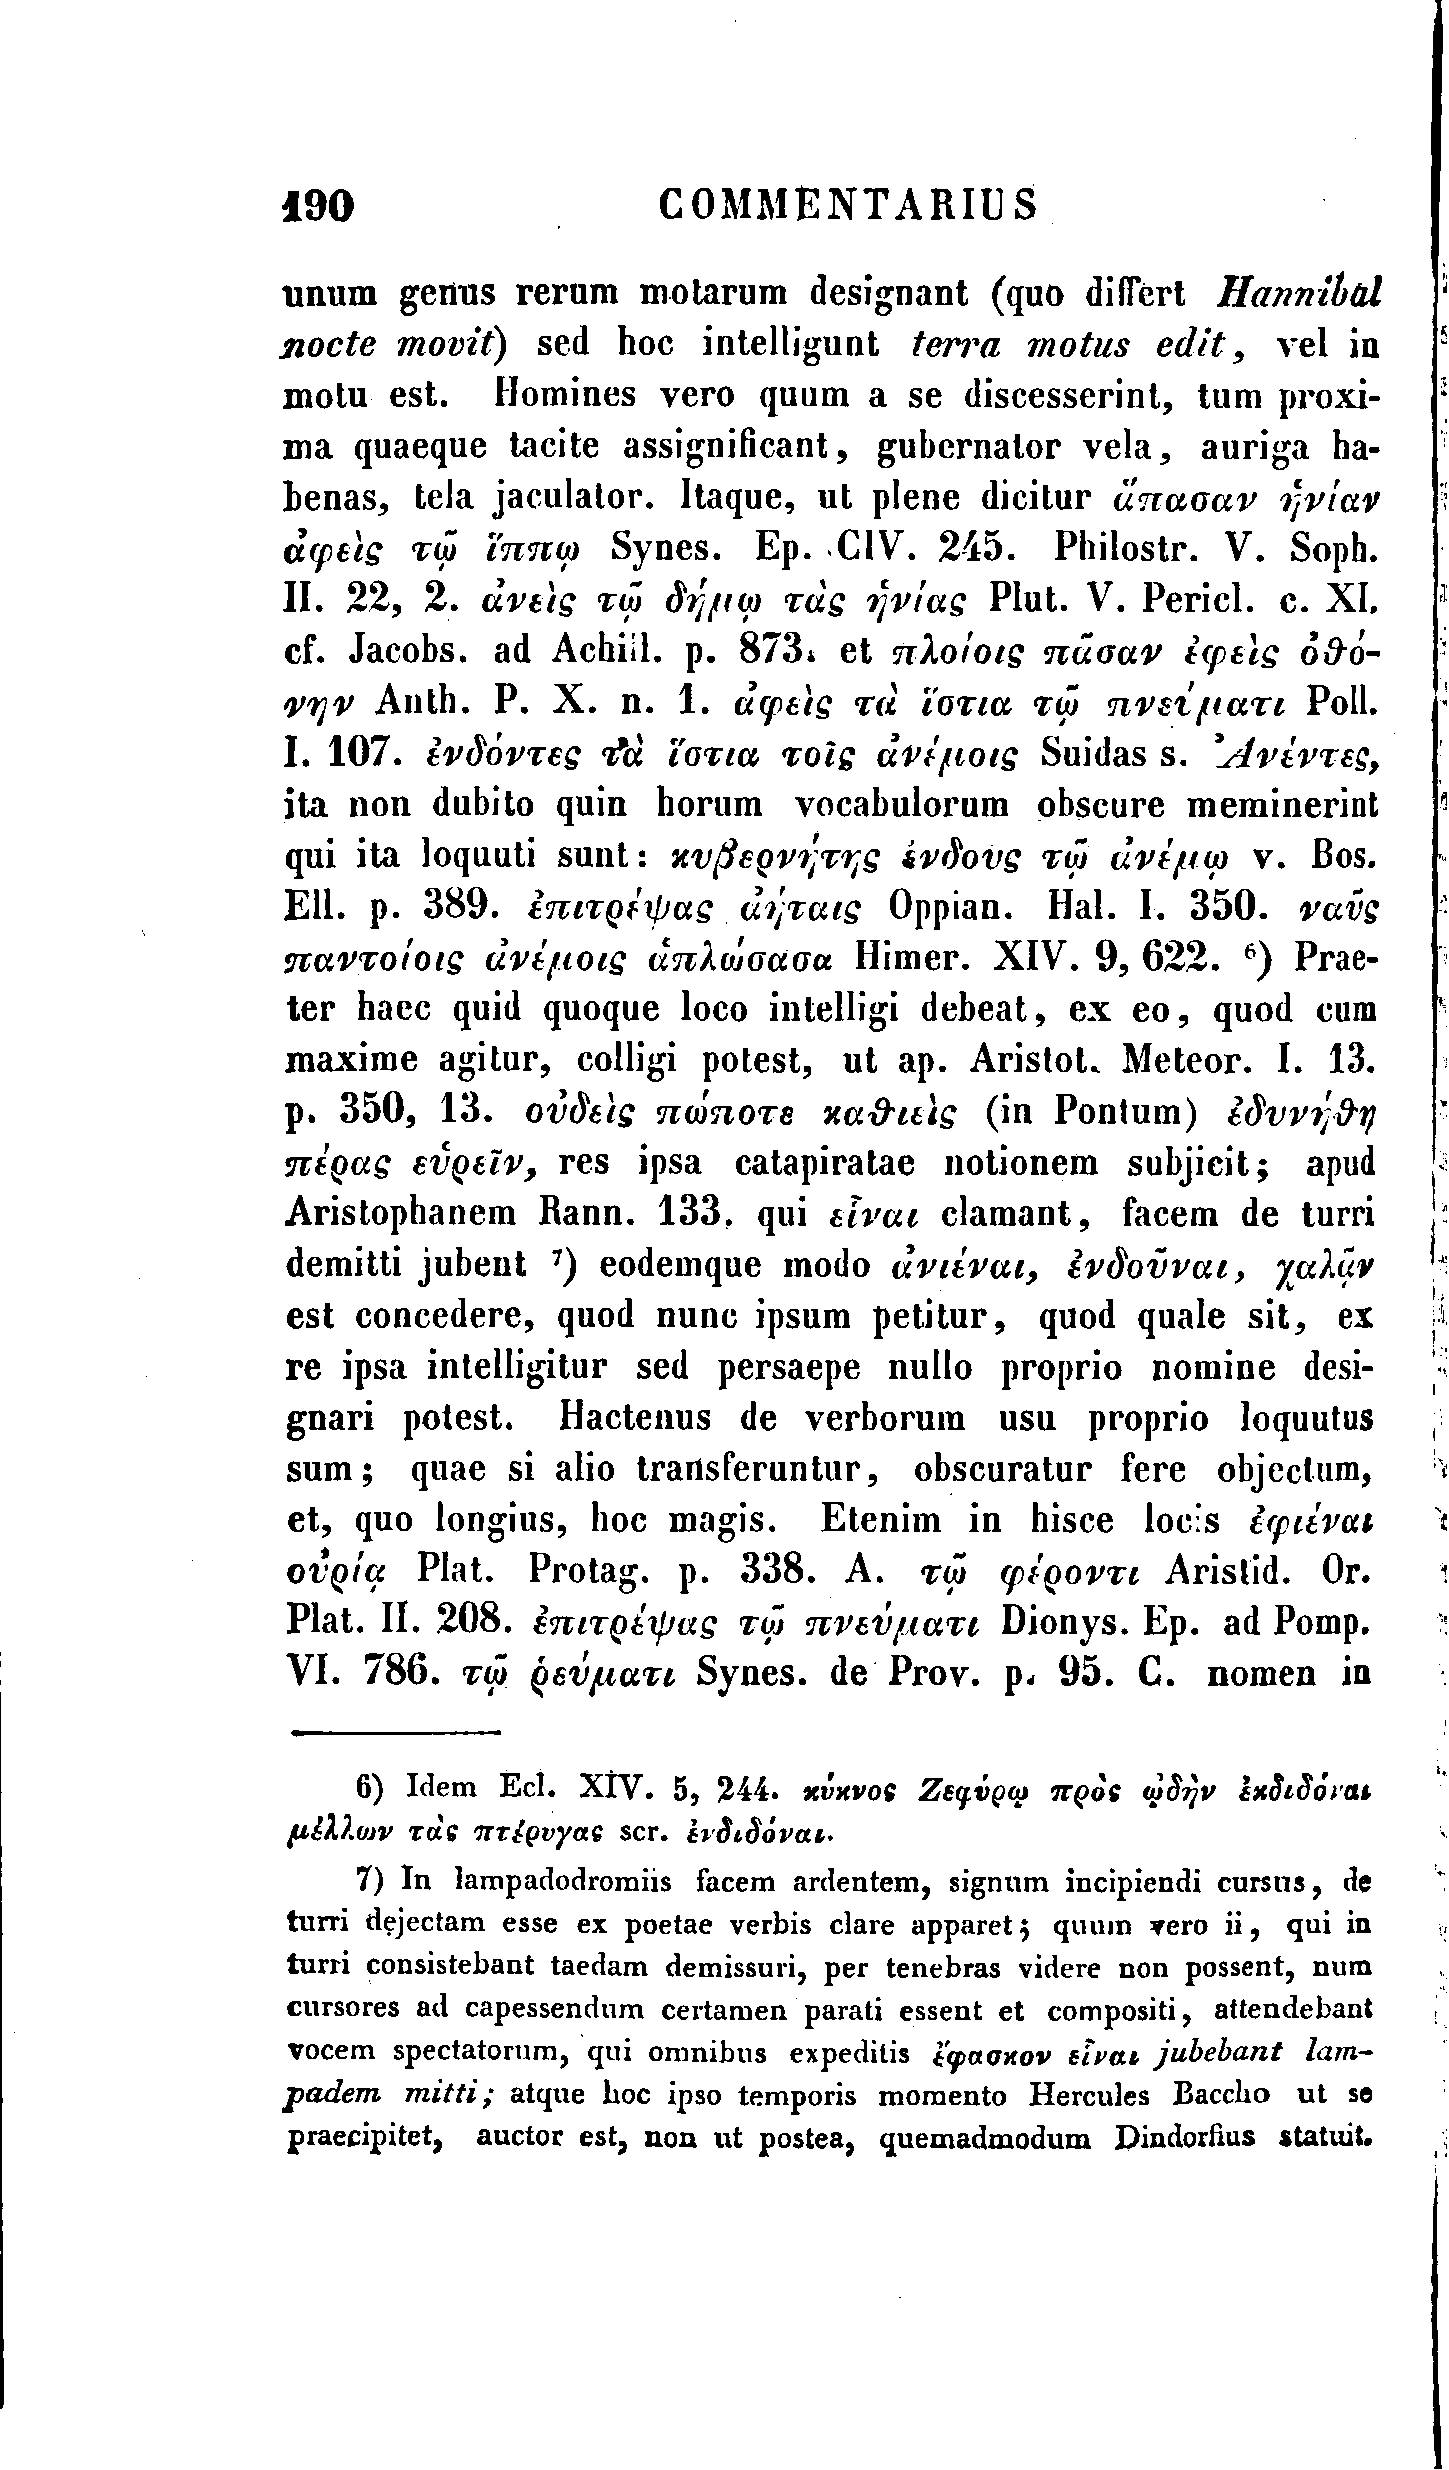 190 COMMENTARIUS
unum genus rerum motarum designant (quo differt Hannibal
nocte movit) sed hoc intelligunt terra motus edit, vel in
motu est. Homines vero quum a se discesserint, tum proxi-
ma quaeque tacite assignificant, gubernator vela, auriga ha-
benas, tela jaculator. Itaque, ut plene dicitur ἅπασαν ἡνίαν
ἀφεὶς τῷ ἵππῳ Synes. Ep. CIV. 245. Philostr. V. Soph.
II. 22, 2. ἀνεὶς τῷ δήμῳ τὰς ἡνίας Plut. V. Pericl. c. XI.
cf. Jacobs. ad Achill. p. 873. et πλοίοις πᾶσαν ἐφεὶς ὀθό-
νην Anth. P. X. n. 1. ἀφεὶς τὰ ἵστια τῷ πνεύματι Poll.
I. 107. ἐνδόντες τὰ ἵστια τοῖς ἀνέμοις Suidas s. Ἀνέντες,
ita non dubito quin horum vocabulorum obscure meminerint
qui ita loquuti sunt: κυβερνήτης ἐνδοὺς τῷ ἀνέμῳ v. Bos.
Ell. p. 389. ἐπιτρέψας ἀήταις Oppian. Hal. I. 350. ναῦς
παντοίοις ἀνέμοις ἁπλώσασα Himer. XIV. 9, 622. 6) Prae-
ter haec quid quoque loco intelligi debeat, ex eo, quod cum
maxime agitur, colligi potest, ut ap. Aristot. Meteor. I. 13.
p. 350, 13. οὐδεὶς πώποτε καθιεὶς (in Pontum) ἐδυνήθη
πέρας εὑρεῖν, res ipsa catapiratae notionem subjicit; apud
Aristophanem Rann. 133. qui εἷναι clamant, facem de turri
demitti jubent 7) eodemque modo ἀνιέναι, ἐνδοῦναι, χαλᾷν
est concedere, quod nunc ipsum petitur, quod quale sit, ex
re ipsa intelligitur sed persaepe nullo proprio nomine desi-
gnari potest. Hactenus de verborum usu proprio loquutus
sum; quae si alio transferuntur, obscuratur fere objectum,
et, quo longius, hoc magis. Etenim in hisce locis ἐφιέναι
οὐρίᾳ Plat. Protag. p. 338. A. τῷ φέροντι Aristid. Or.
Plat. II. 208. ἐπιτρέψας τῷ πνεύματι Dionys. Ep. ad Pomp.
VI. 786. τῷ ῥεύματι Synes. de Prov. p. 95. C. nomen in
6) Idem Ecl. XIV. 5, 244. κύκνος Ζεφύρῳ πρὸς ᾠδὴν ἐκδιδόναι
μέλλων τὰς πτέρυγας scr. ἐνδιδόναι.
7) In lampadodromiis facem ardentem, signum incipiendi cursus, de
turri dejectam esse ex poetae verbis clare apparet; quum vero ii, qui in
turri consistebant taedam demissuri, per tenebras videre non possent, num
cursores ad capessendum certamen parati essent et compositi, attendebant
vocem spectatorum, qui omnibus expeditis ἔφασκον εἷναι jubebant lam-
padem mitti; atque hoc ipso temporis momento Hercules Baccho ut se
praecipitet, auctor est, non ut postea, quemadmodum Dindorfius statuit.